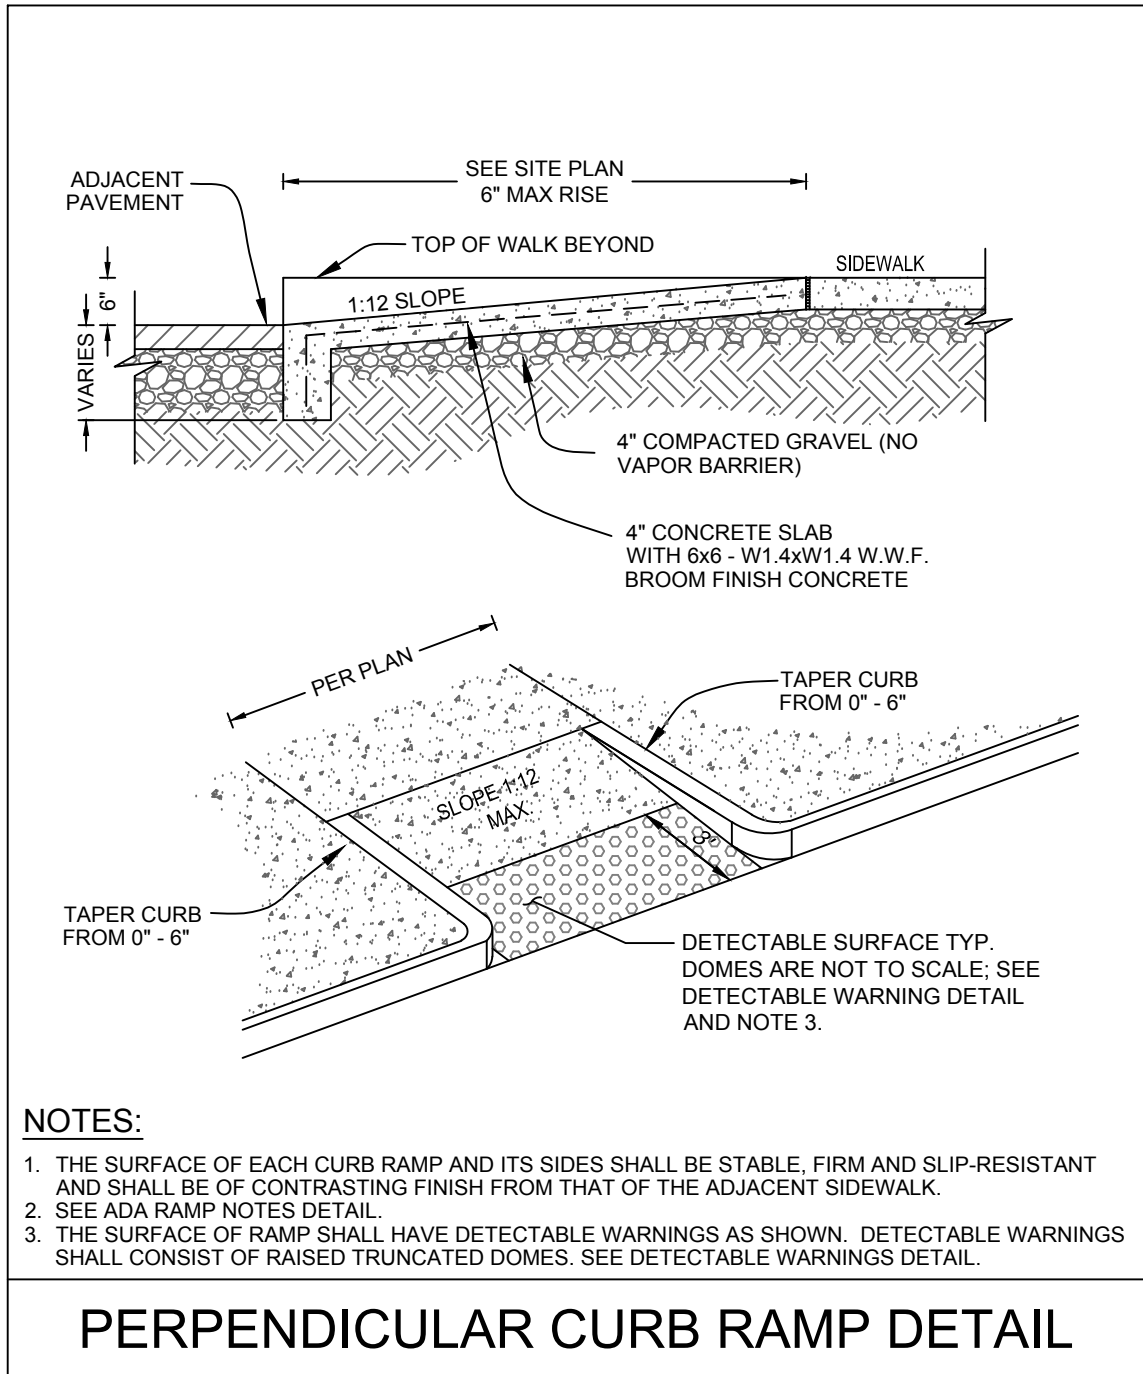 SEE SITE PLAN
6" MAX RISE
ADJACENT
PAVEMENT
TOP OF WALK BEYOND
SIDEWALK
6"
1:12 SLOPE
VARIES
4" COMPACTED GRAVEL (NO
VAPOR BARRIER)
4" CONCRETE SLAB
WITH 6x6 - W1.4xW1.4 W.W.F.
BROOM FINISH CONCRETE
PER PLAN
TAPER CURB
FROM 0" - 6"
SLOPE 1:12
MAX.
TAPER CURB
FROM 0" - 6"
DETECTABLE SURFACE TYP.
DOMES ARE NOT TO SCALE; SEE
DETECTABLE WARNING DETAIL
AND NOTE 3.
NOTES:
1. THE SURFACE OF EACH CURB RAMP AND ITS SIDES SHALL BE STABLE, FIRM AND SLIP-RESISTANT
AND SHALL BE OF CONTRASTING FINISH FROM THAT OF THE ADJACENT SIDEWALK.
2. SEE ADA RAMP NOTES DETAIL.
3. THE SURFACE OF RAMP SHALL HAVE DETECTABLE WARNINGS AS SHOWN. DETECTABLE WARNINGS
SHALL CONSIST OF RAISED TRUNCATED DOMES. SEE DETECTABLE WARNINGS DETAIL.
PERPENDICULAR CURB RAMP DETAIL